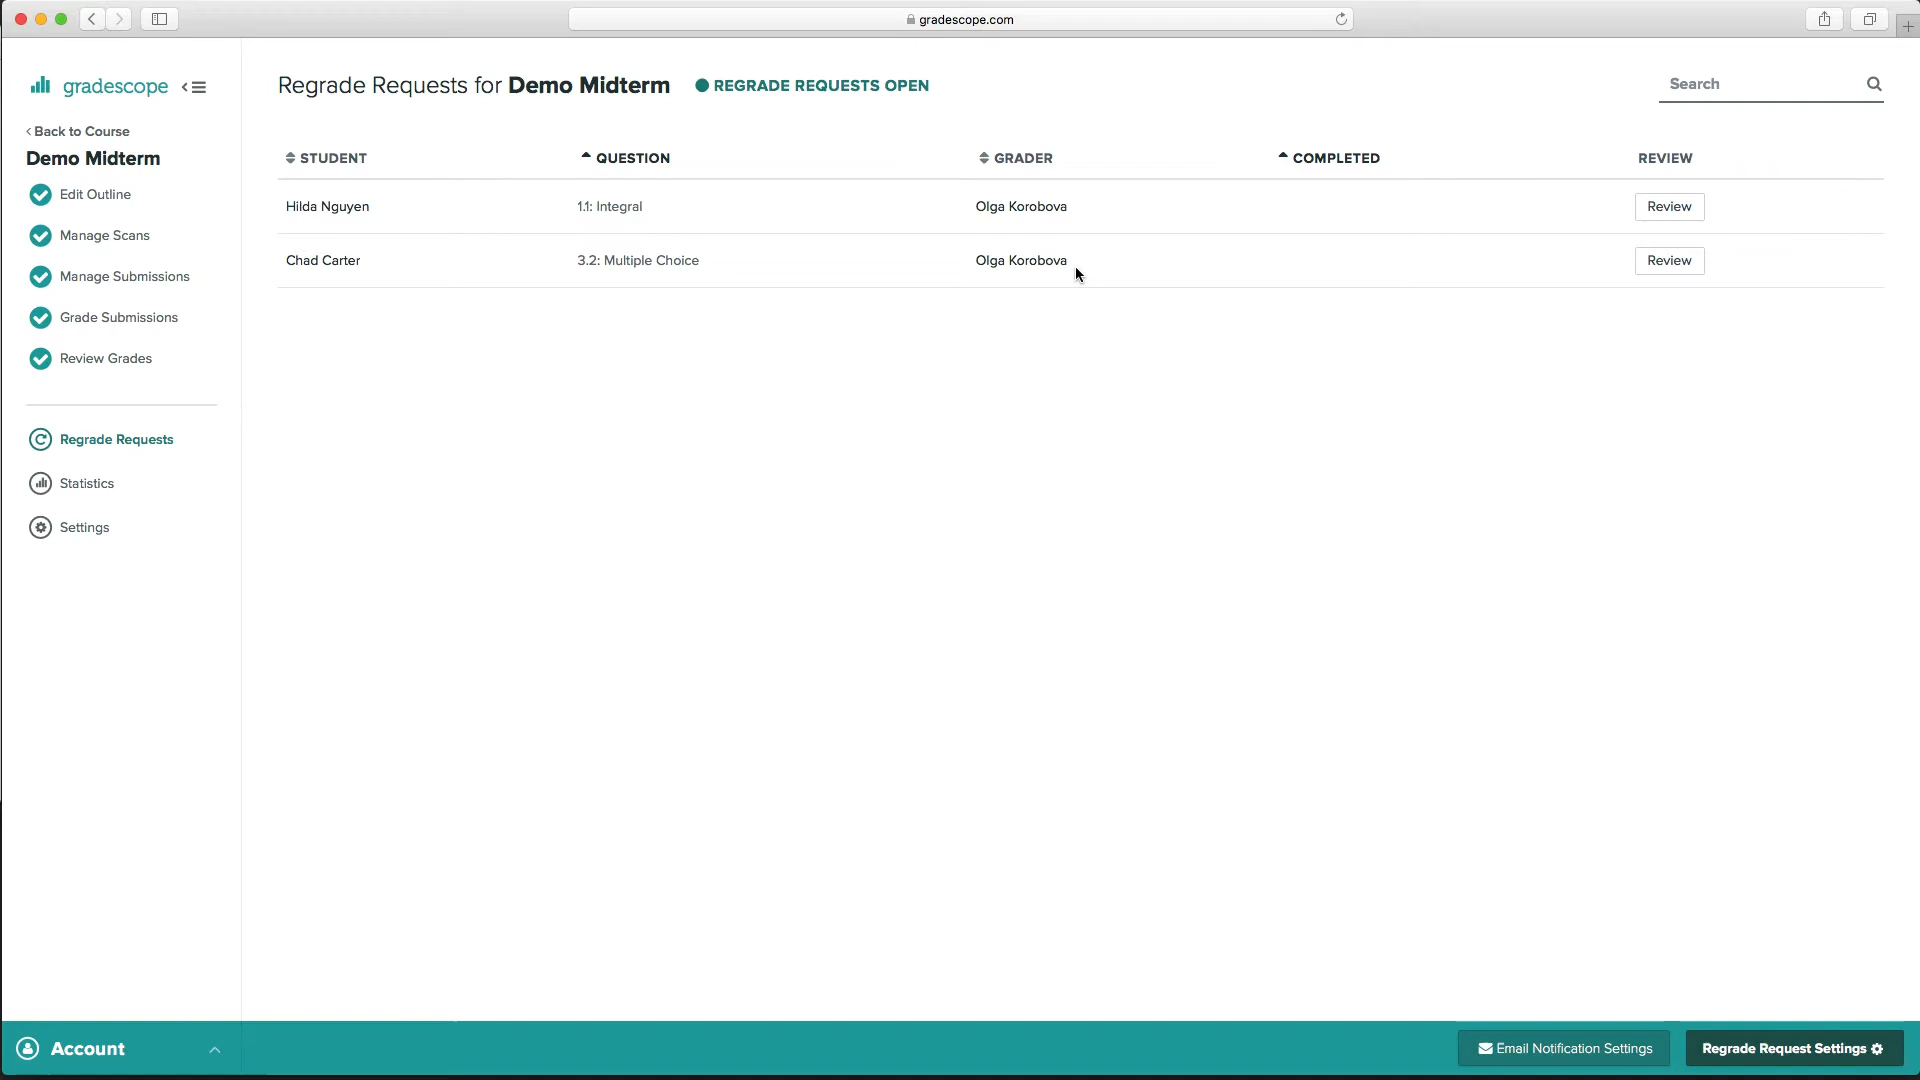 gradescope.com
gradescope
Back to Course
Demo Midterm
Edit Outline
Manage Scans
Manage Submissions
Grade Submissions
Review Grades
Regrade Requests
Statistics
Settings
Regrade Requests for Demo Midterm
REGRADE REQUESTS OPEN
Search
STUDENT QUESTION GRADER COMPLETED REVIEW
Hilda Nguyen 1.1: Integral Olga Korobova Review
Chad Carter 3.2: Multiple Choice Olga Korobova Review
Account
Email Notification Settings
Regrade Request Settings